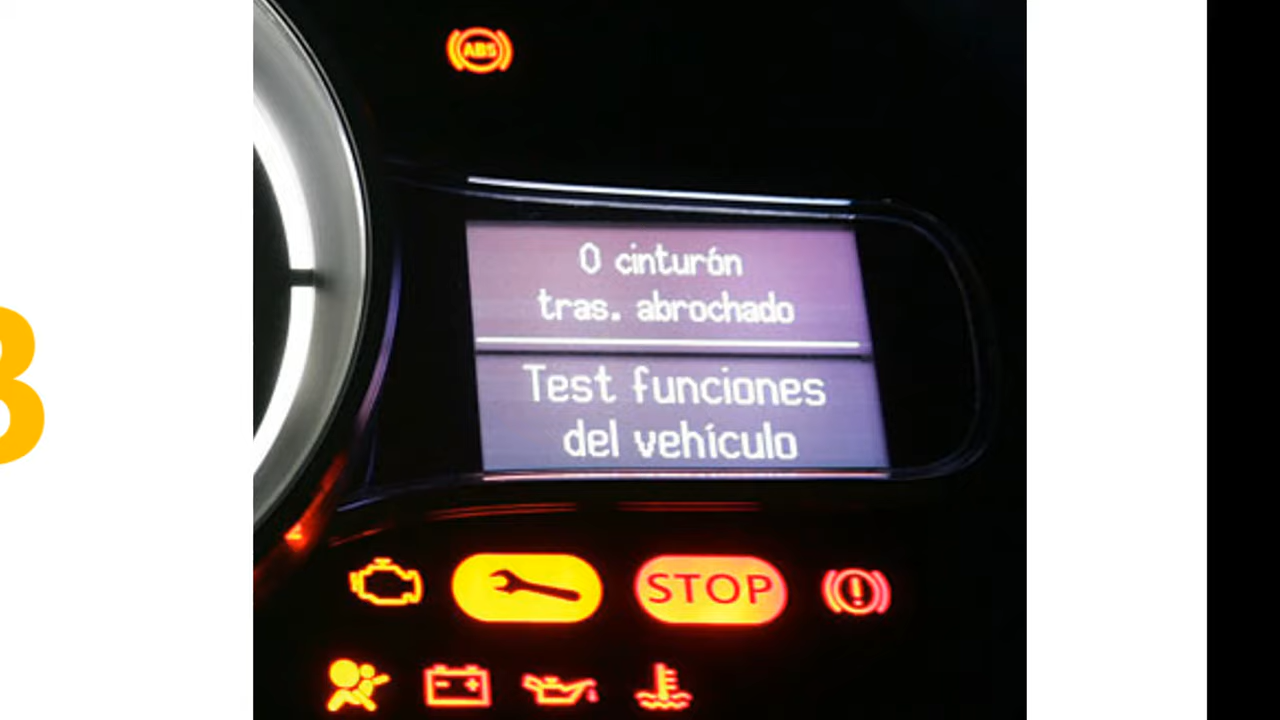 ABS
0 cinturón
tras. abrochado
Test funciones
del vehículo
STOP